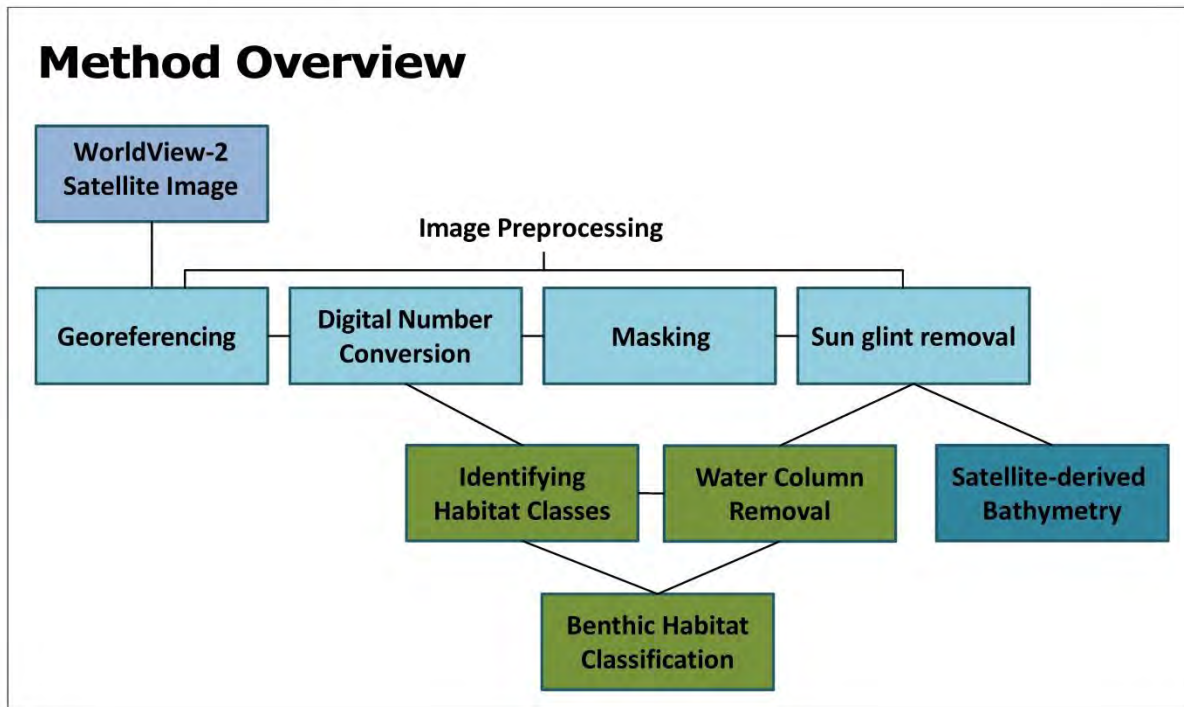 Method Overview
WorldView-2
Satellite Image
Image Preprocessing
Georeferencing
Digital Number
Conversion
Masking
Sun glint removal
Identifying
Habitat Classes
Water Column
Removal
Satellite-derived
Bathymetry
Benthic Habitat
Classification